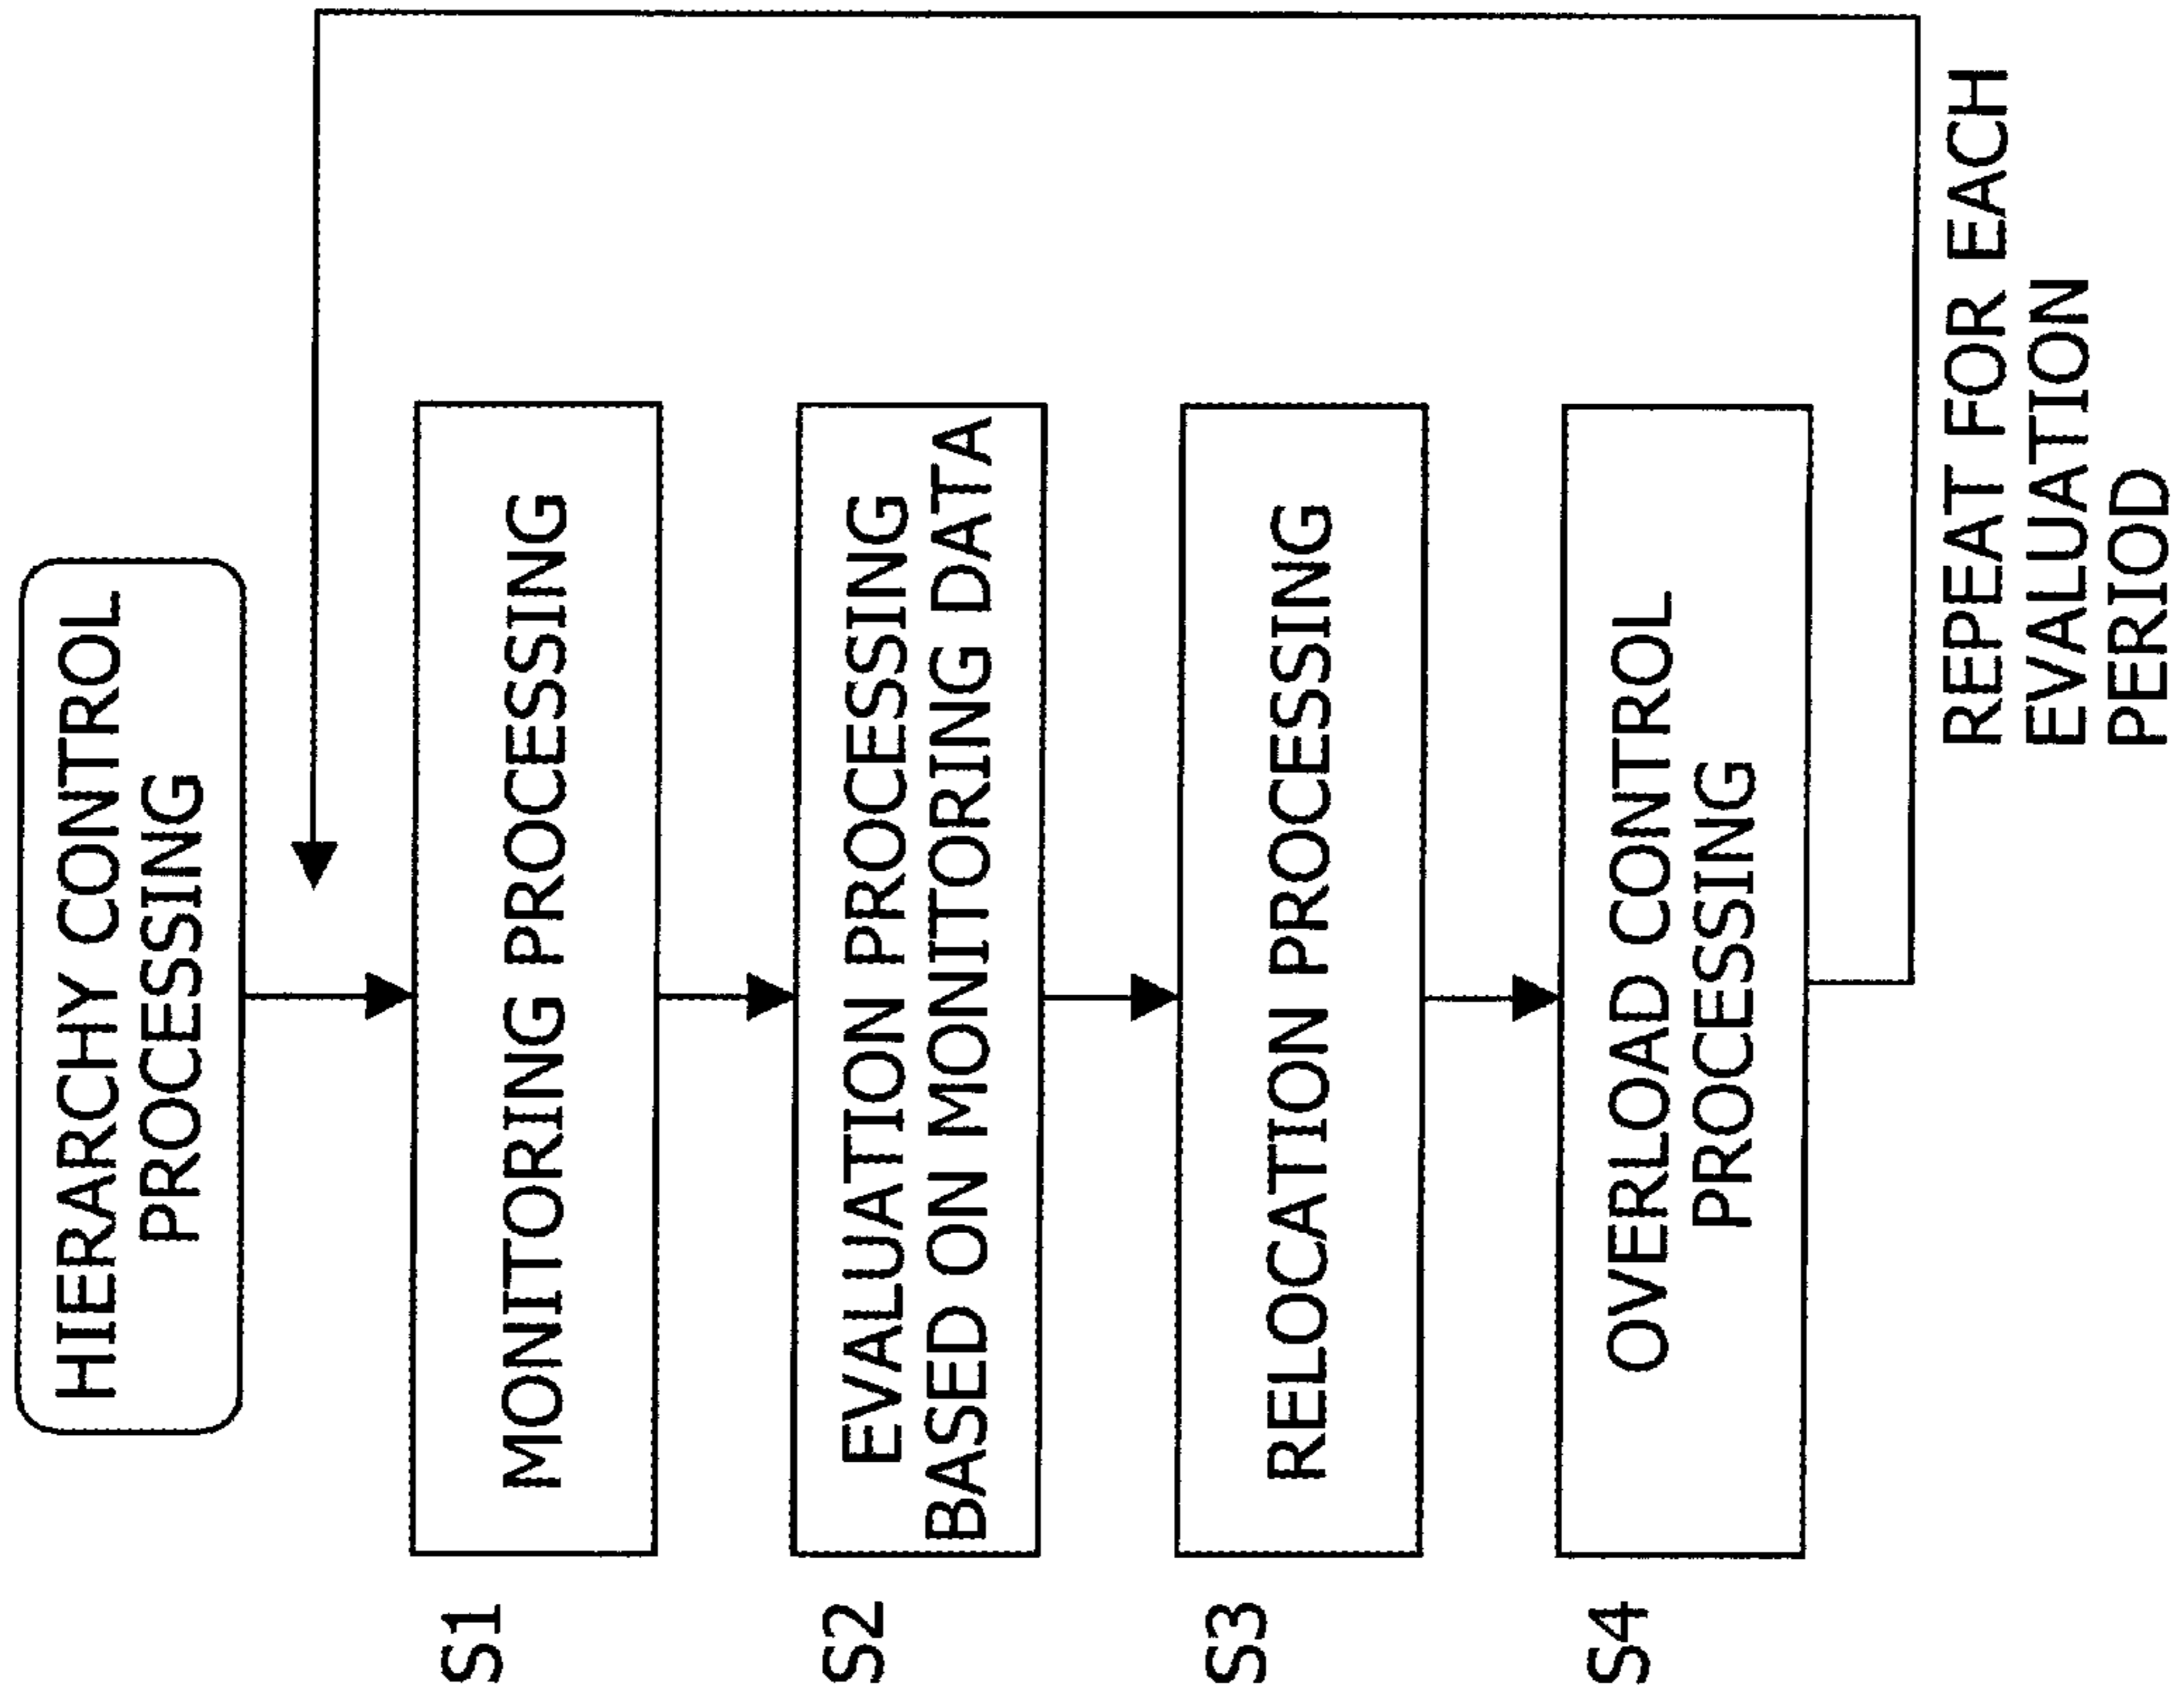 HIERARCHY CONTROL
PROCESSING
S1
MONITORING PROCESSING
S2
EVALUATION PROCESSING
BASED ON MONITORING DATA
S3
RELOCATION PROCESSING
S4
OVERLOAD CONTROL
PROCESSING
REPEAT FOR EACH
EVALUATION
PERIOD